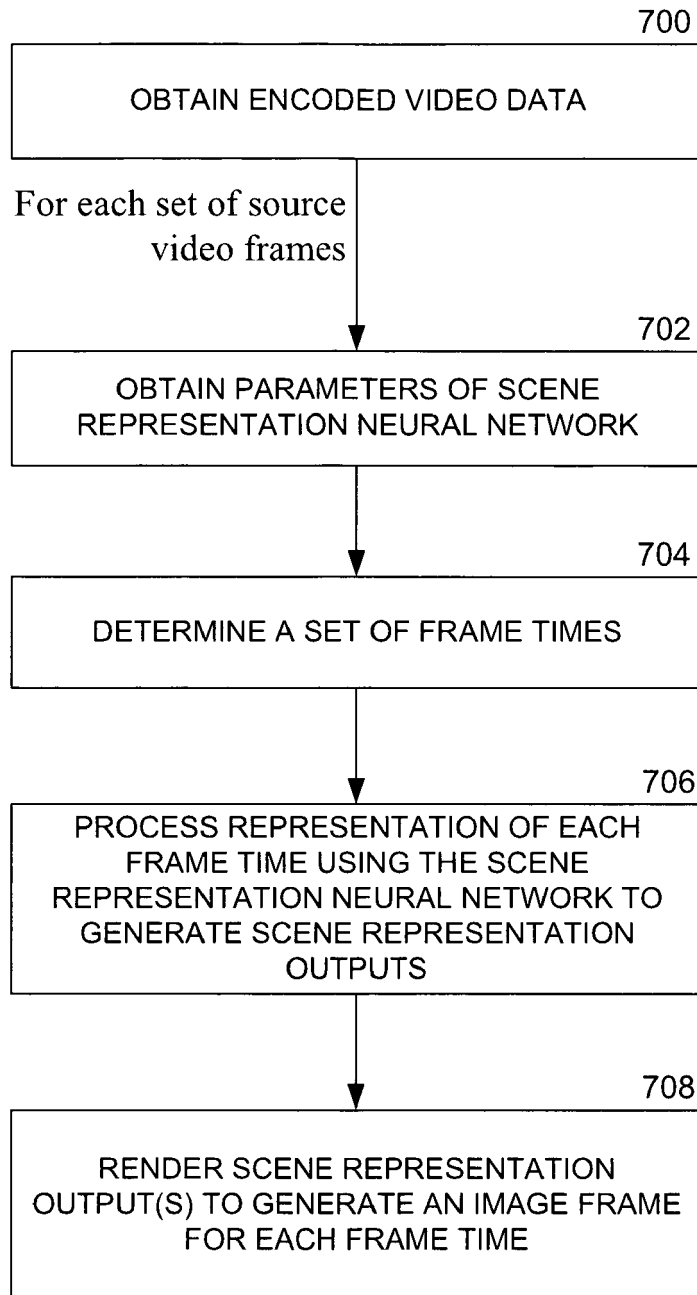 700
OBTAIN ENCODED VIDEO DATA
For each set of source
video frames
702
OBTAIN PARAMETERS OF SCENE
REPRESENTATION NEURAL NETWORK
704
DETERMINE A SET OF FRAME TIMES
706
PROCESS REPRESENTATION OF EACH
FRAME TIME USING THE SCENE
REPRESENTATION NEURAL NETWORK TO
GENERATE SCENE REPRESENTATION
OUTPUTS
708
RENDER SCENE REPRESENTATION
OUTPUT(S) TO GENERATE AN IMAGE FRAME
FOR EACH FRAME TIME